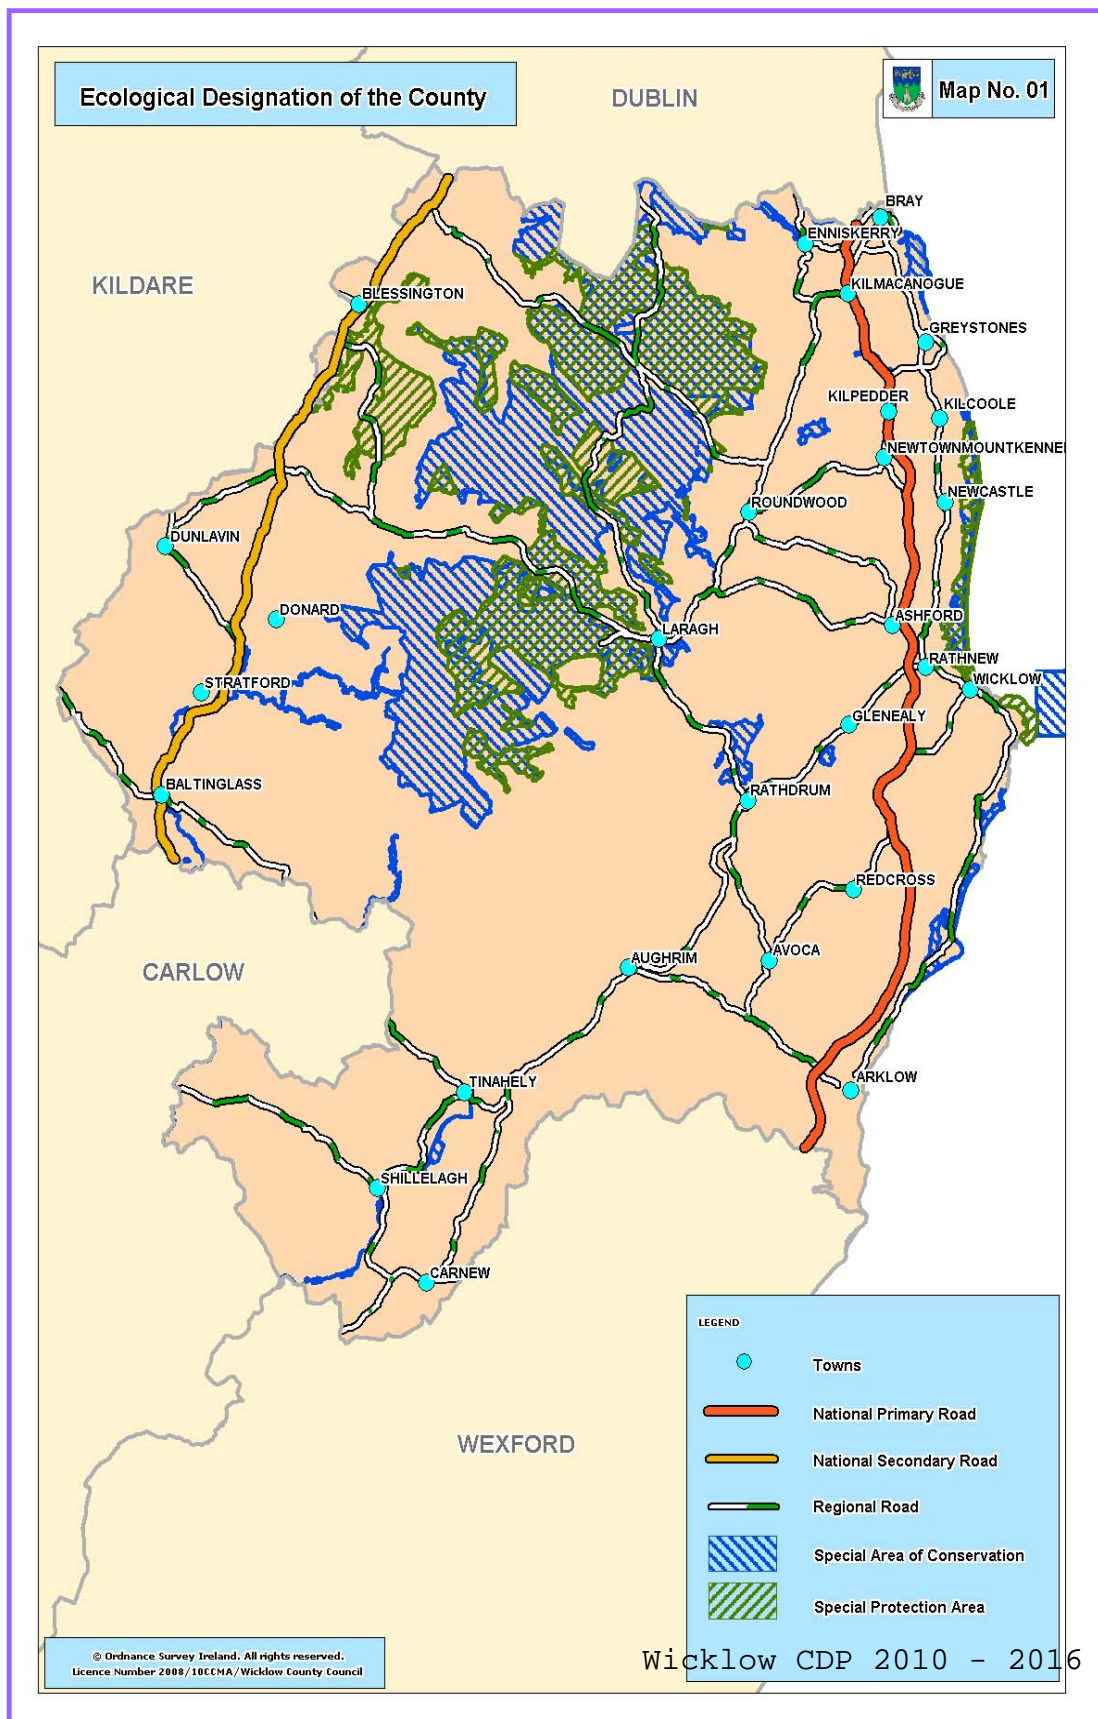 Ecological Designation of the County
Map No. 01
DUBLIN
KILDARE
BRAY
ENNISKERRY
KILMACANOGUE
BLESSINGTON
GREYSTONES
KILPEDDER
KILCOOLE
NEWTOWNMOUNTKENNE
NEWCASTLE
ROUNDWOOD
DUNLAVIN
DONARD
ASHFORD
LARAGH
RATHNEW
WICKLOW
STRATFORD
GLENEALY
BALTINGLASS
RATHDRUM
REDCROSS
AVOCA
AUGHRIM
CARLOW
TINAHELY
ARKLOW
SHILLELAGH
CARNEW
WEXFORD
LEGEND
Towns
National Primary Road
National Secondary Road
Regional Road
Special Area of Conservation
Special Protection Area
© Ordnance Survey Ireland. All rights reserved.
Licence Number 2008/10CCMA/Wicklow County Council
Wicklow CDP 2010 - 2016